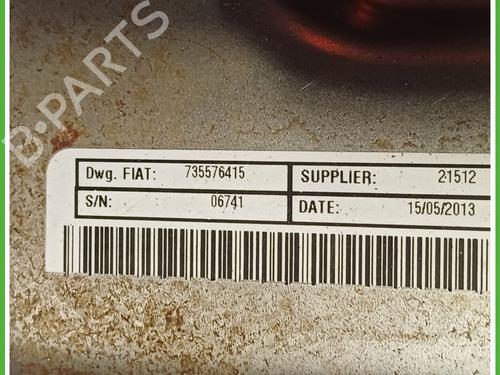 B-PARTS
Dwg. FIAT: 735576415 SUPPLIER: 21512
S/N: 06741 DATE: 15/05/2013